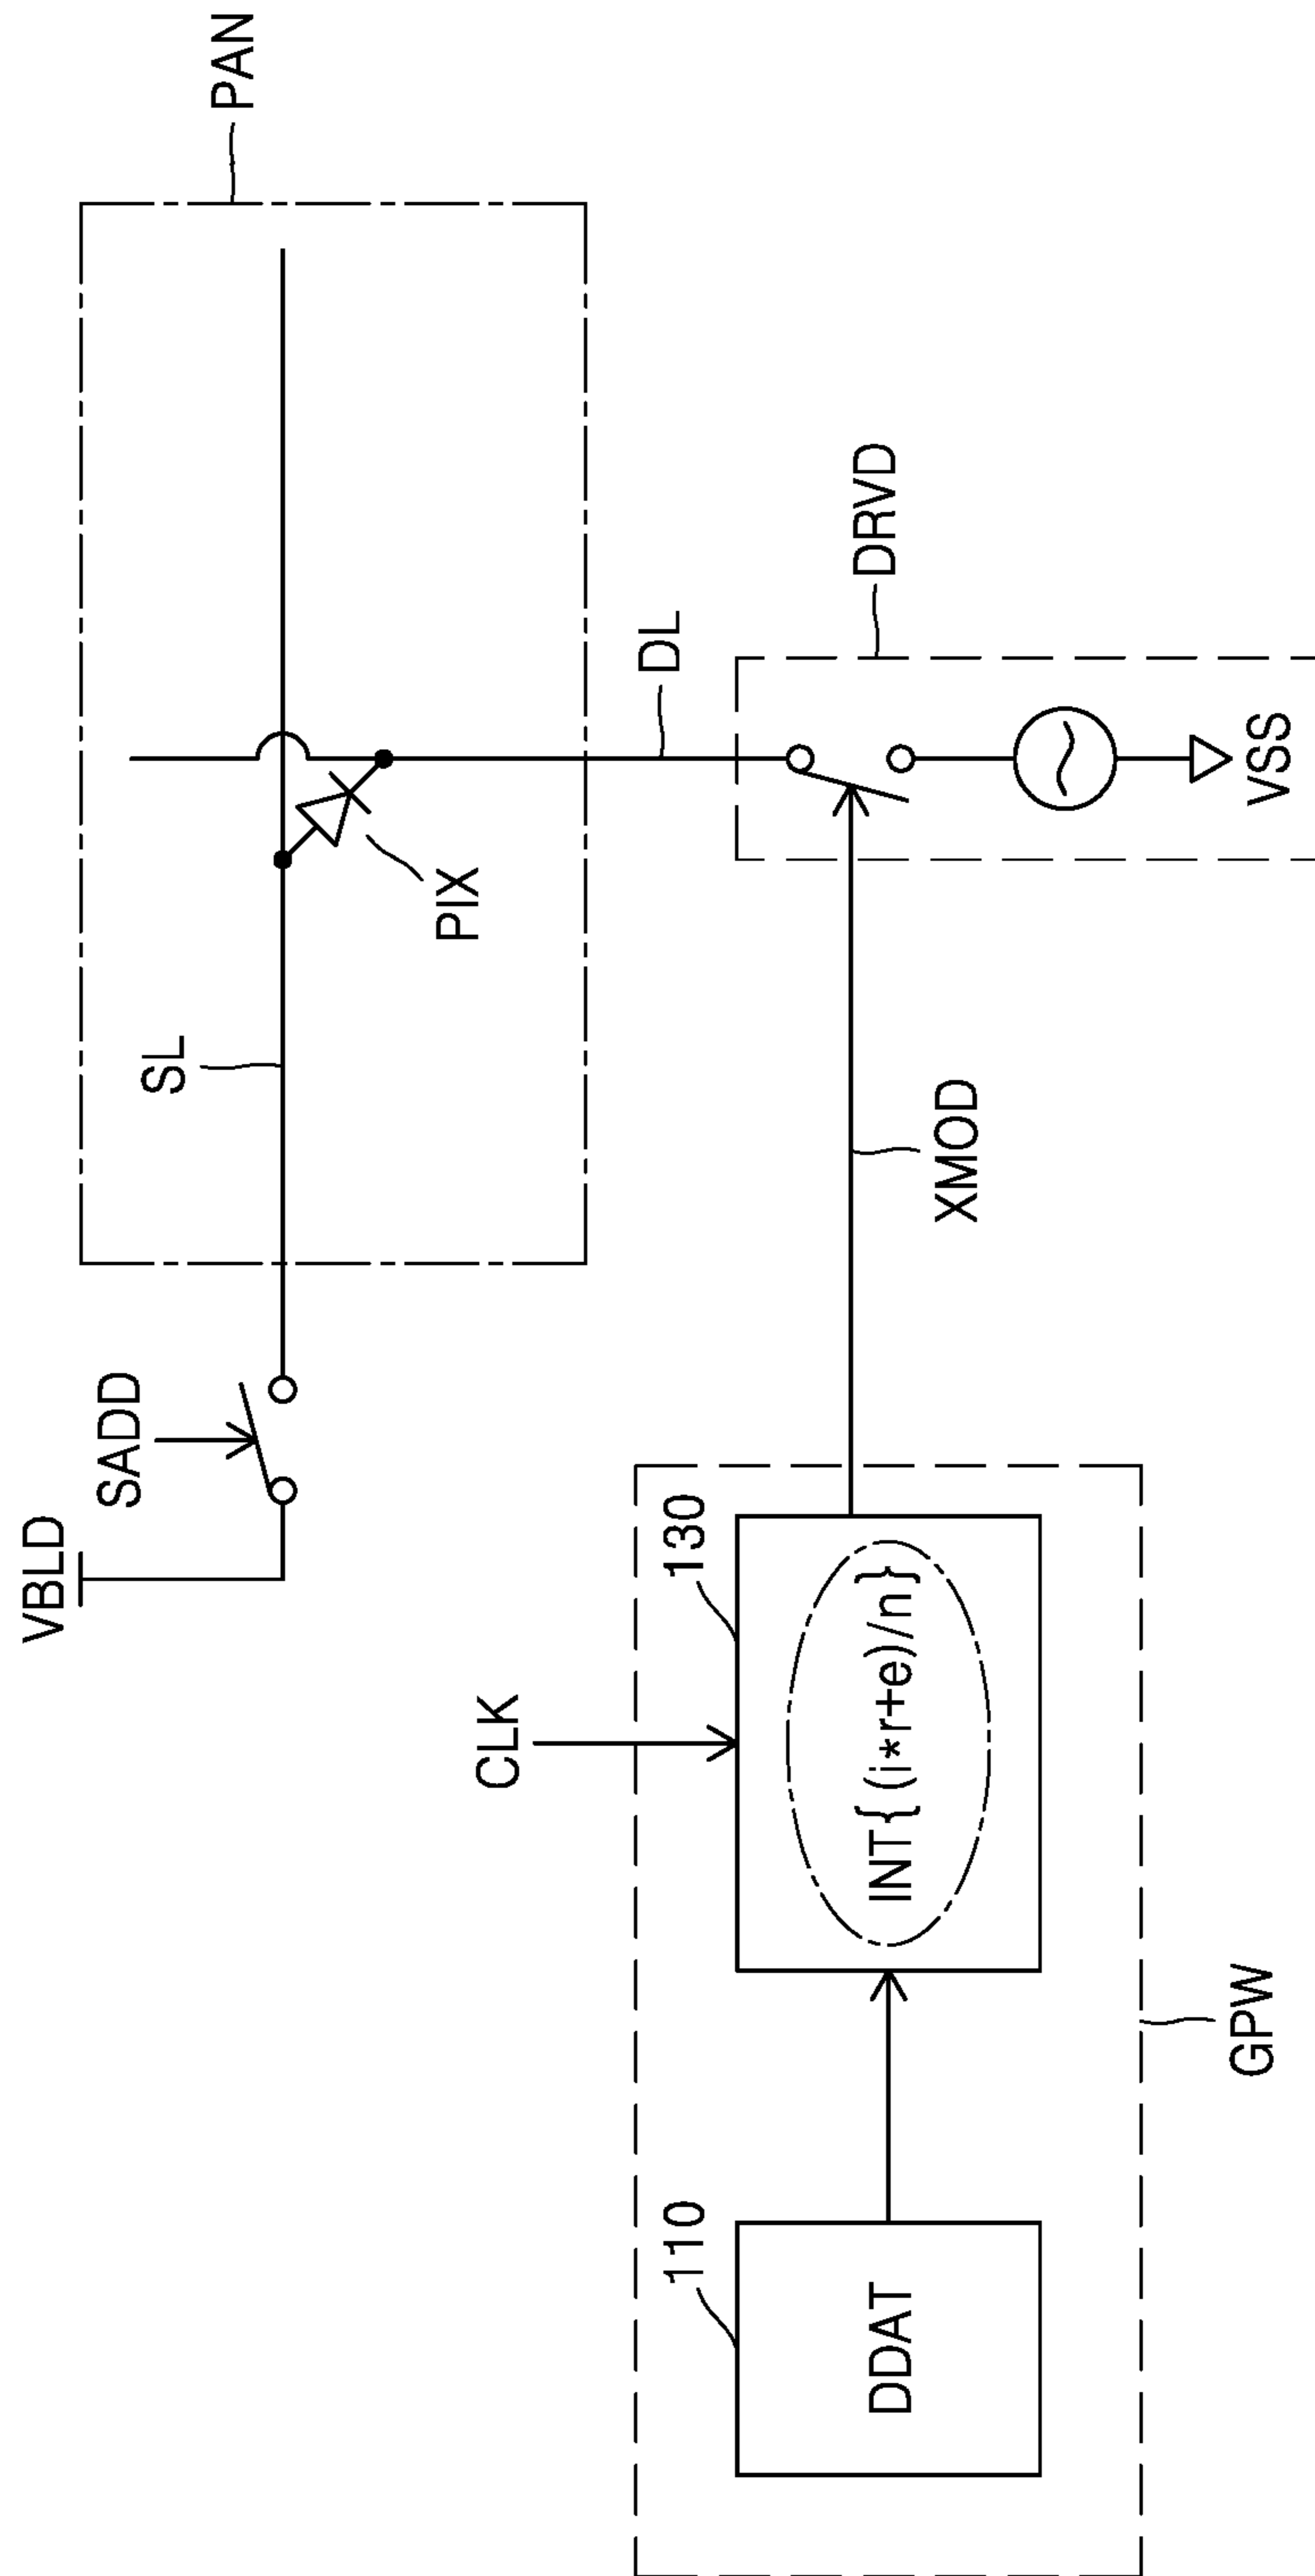 VBLD
SADD
SL
PAN
PIX
DL
CLK
110
130
DRVD
DDAT
INT{(i*r+e)/n}
XMOD
GPW
VSS